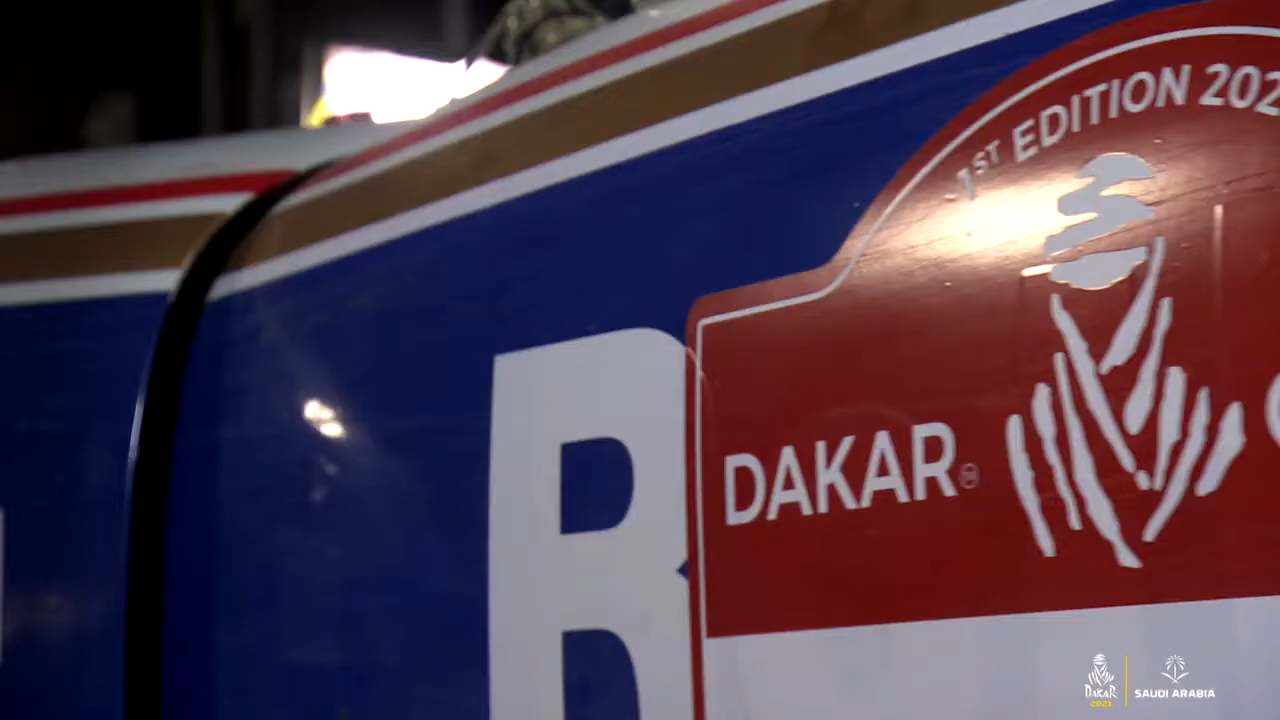 1ST EDITION 202
DAKAR®
R
DAKAR
2021
SAUDI ARABIA